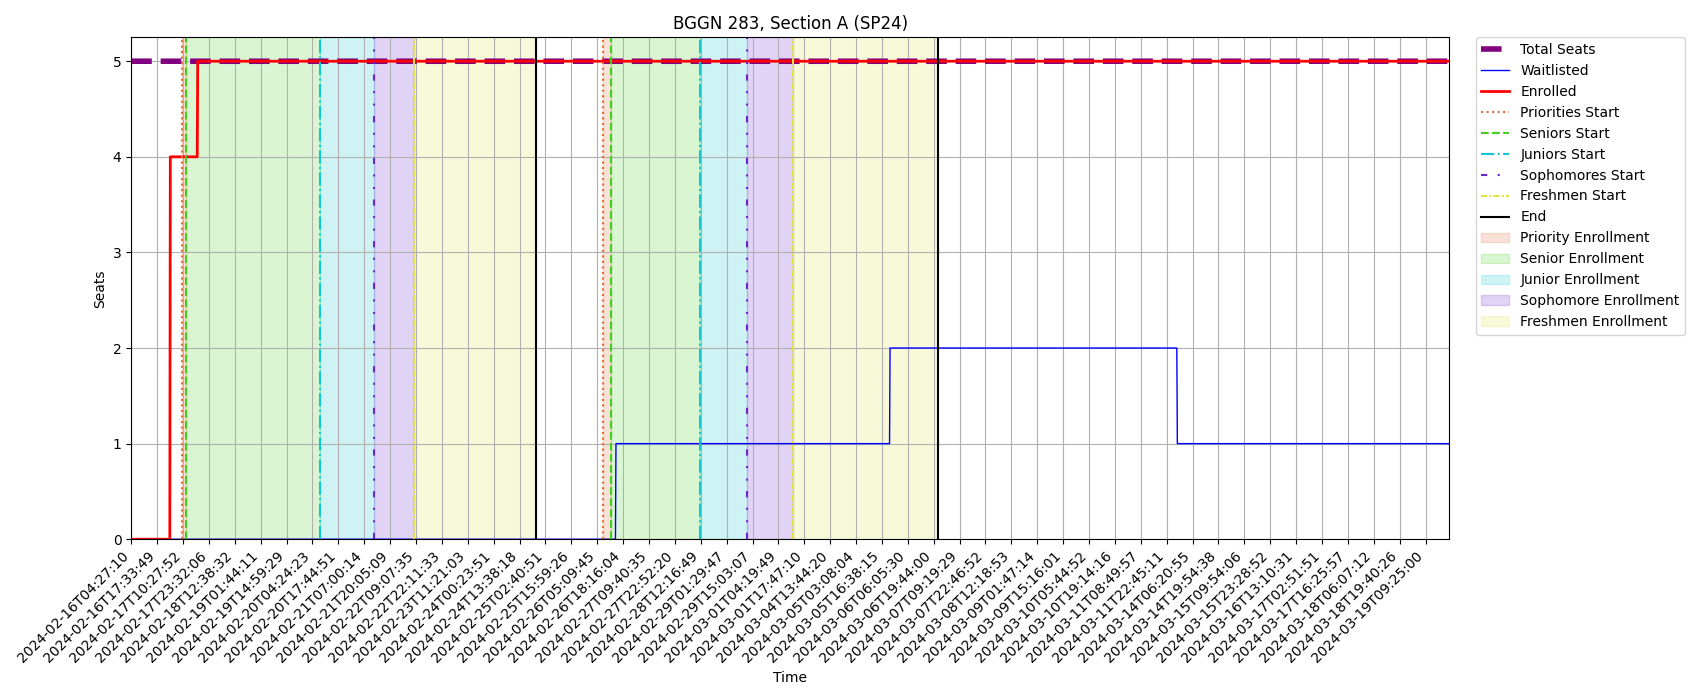 BGGN 283, Section A (SP24)
Seats
5
4
3
2
1
0
2024-02-16T04:27:10
2024-02-16T17:33:49
2024-02-17T10:27:52
2024-02-17T23:32:06
2024-02-18T12:38:32
2024-02-19T01:44:11
2024-02-19T14:59:29
2024-02-20T04:24:23
2024-02-20T17:44:51
2024-02-21T07:00:14
2024-02-21T20:05:09
2024-02-22T09:07:35
2024-02-22T22:11:33
2024-02-23T11:21:03
2024-02-24T00:23:51
2024-02-24T13:38:18
2024-02-25T02:40:51
2024-02-25T15:59:26
2024-02-26T05:09:45
2024-02-26T18:16:04
2024-02-27T09:40:35
2024-02-27T22:52:20
2024-02-28T12:16:49
2024-02-29T01:29:47
2024-02-29T15:03:07
2024-03-01T04:19:49
2024-03-01T17:47:10
2024-03-04T13:44:20
2024-03-05T03:08:04
2024-03-05T16:38:15
2024-03-06T06:05:30
2024-03-06T19:44:00
2024-03-07T09:19:29
2024-03-07T22:46:52
2024-03-08T12:18:53
2024-03-09T01:47:14
2024-03-09T15:16:01
2024-03-10T05:44:52
2024-03-10T19:14:16
2024-03-11T08:49:57
2024-03-11T22:45:11
2024-03-14T06:20:55
2024-03-14T19:54:38
2024-03-15T09:54:06
2024-03-15T23:28:52
2024-03-16T13:10:31
2024-03-17T02:51:51
2024-03-17T16:25:57
2024-03-18T06:07:12
2024-03-18T19:40:26
2024-03-19T09:25:00
Time
Total Seats
Waitlisted
Enrolled
Priorities Start
Seniors Start
Juniors Start
Sophomores Start
Freshmen Start
End
Priority Enrollment
Senior Enrollment
Junior Enrollment
Sophomore Enrollment
Freshmen Enrollment